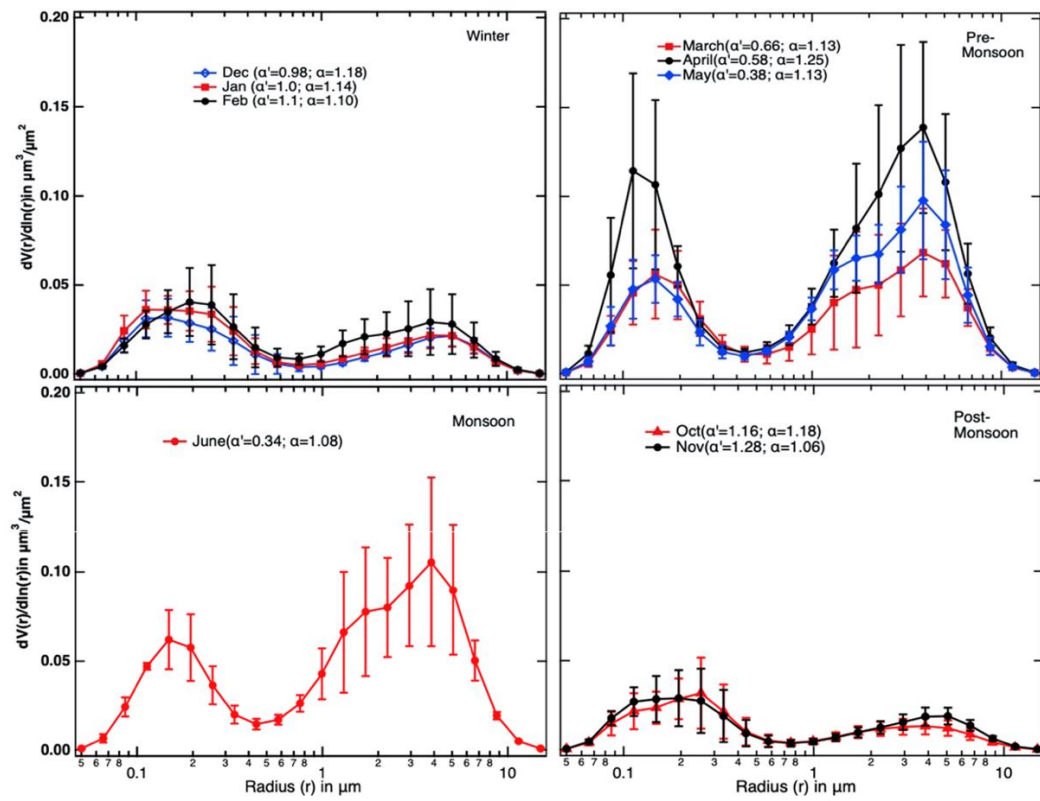 Winter
Dec (α'=0.98; α=1.18)
Jan (α'=1.0; α=1.14)
Feb (α'=1.1; α=1.10)
0.20
0.15
0.10
0.05
0.00
dV(r)/dln(r)in µm³/µm²
Pre-
Monsoon
March(α'=0.66; α=1.13)
April(α'=0.58; α=1.25)
May(α'=0.38; α=1.13)
Monsoon
June(α'=0.34; α=1.08)
0.20
0.15
0.10
0.05
0.00
dV(r)/dln(r)in µm³/µm²
5 6 7 8 0.1 2 3 4 5 6 7 8 1 2 3 4 5 6 7 8 10
Radius (r) in µm
Post-
Monsoon
Oct(α'=1.16; α=1.18)
Nov(α'=1.28; α=1.06)
5 6 7 8 0.1 2 3 4 5 6 7 8 1 2 3 4 5 6 7 8 10
Radius (r) in µm